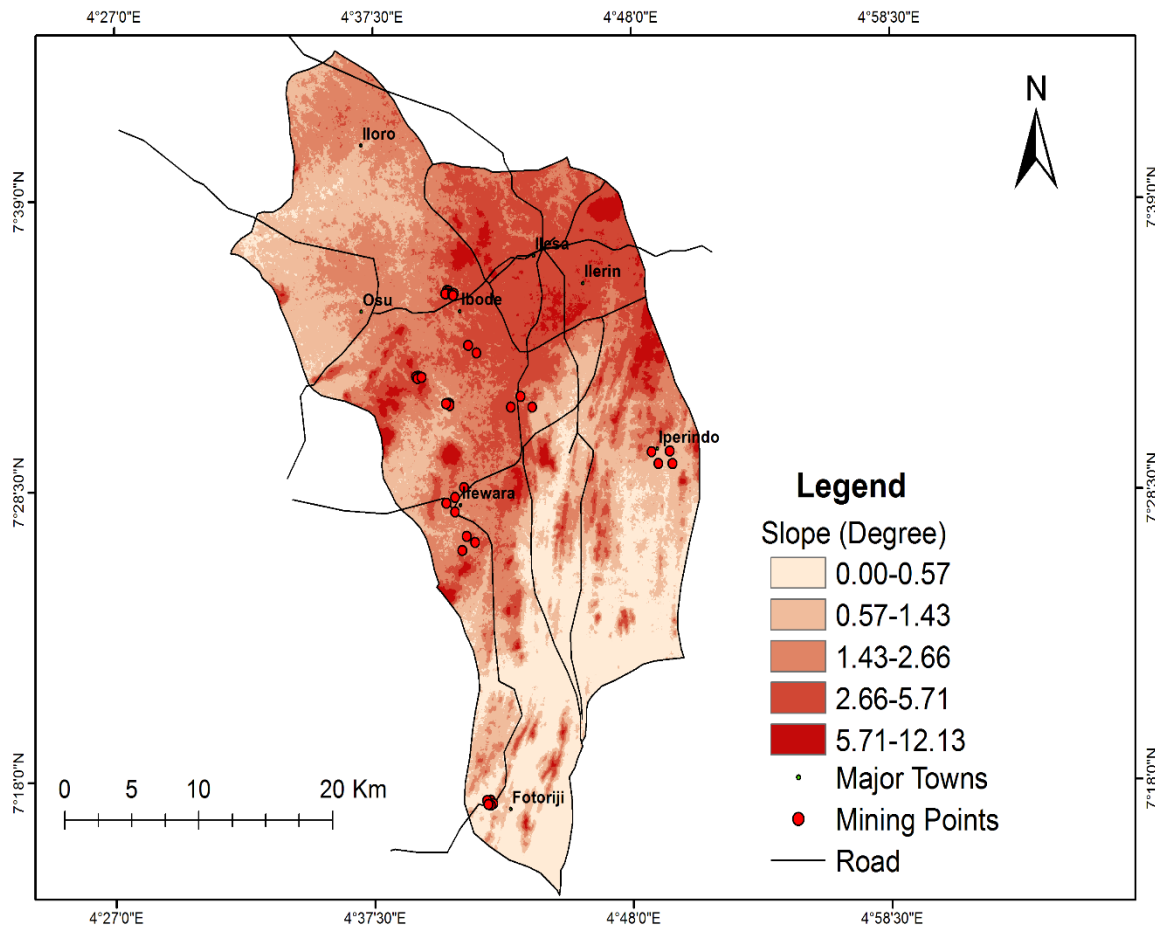 4°27'0"E 4°37'30"E 4°48'0"E 4°58'30"E
N
Iloro
7°39'0"N 7°39'0"N
Ilesa
Ilerin
Osu
Ibode
Iperindo
7°28'30"N 7°28'30"N
Ifewara
Legend
Slope (Degree)
0.00-0.57
0.57-1.43
1.43-2.66
2.66-5.71
5.71-12.13
Major Towns
Mining Points
Road
7°18'0"N 7°18'0"N
0 5 10 20 Km
Fotoriji
4°27'0"E 4°37'30"E 4°48'0"E 4°58'30"E